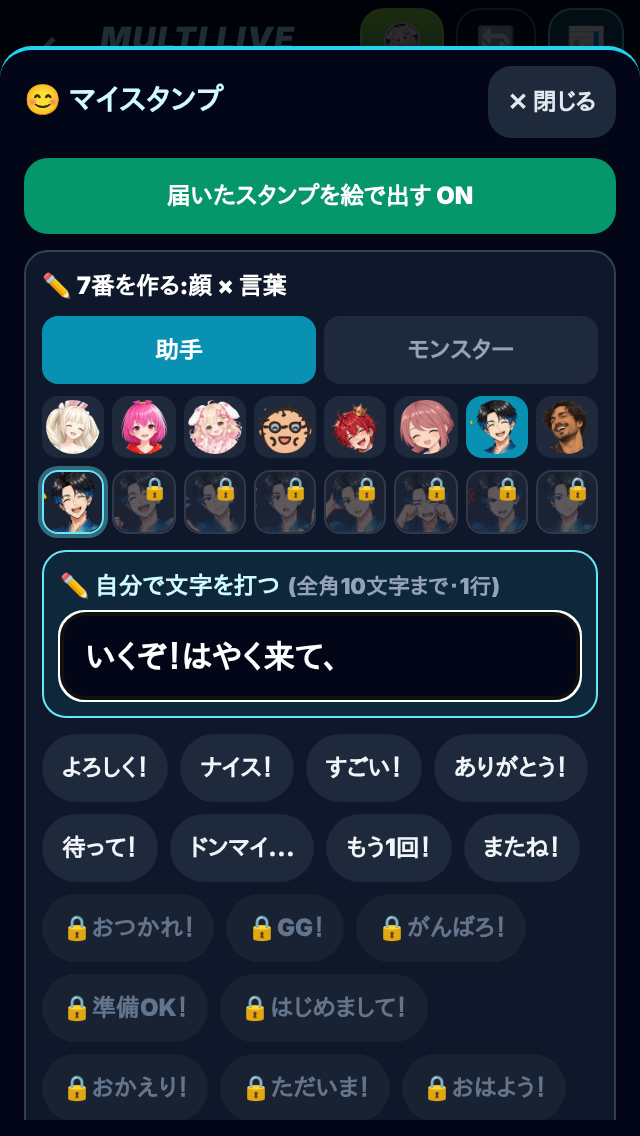 MULTI LIVE
😊 マイスタンプ
✕ 閉じる
届いたスタンプを絵で出す ON
✏️ 7番を作る:顔 × 言葉
助手
モンスター
✏️ 自分で文字を打つ (全角10文字まで・1行)
いくぞ!はやく来て、
よろしく! ナイス! すごい! ありがとう!
待って! ドンマイ... もう1回! またね!
🔒おつかれ! 🔒GG! 🔒がんばろ!
🔒準備OK! 🔒はじめまして!
🔒おかえり! 🔒ただいま! 🔒おはよう!